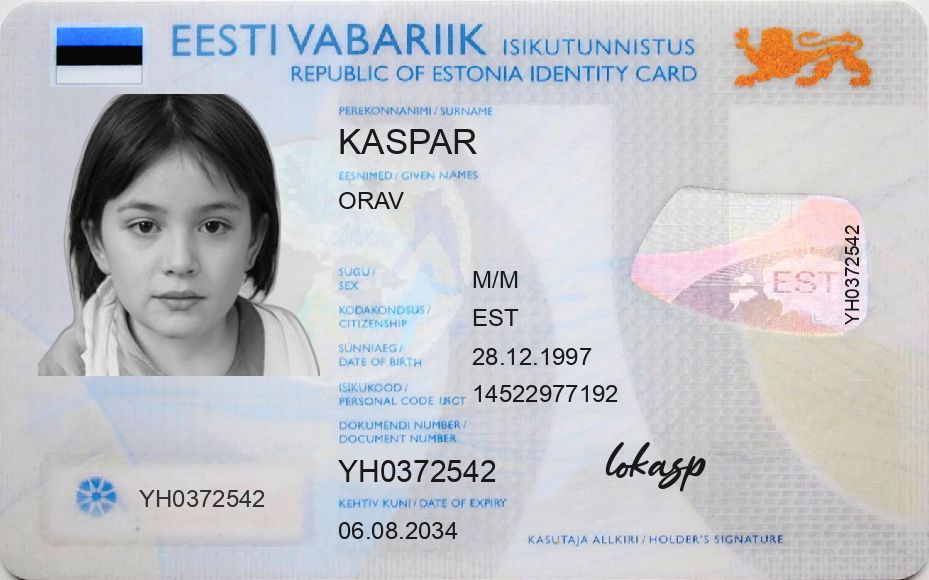 EESTI VABARIIK ISIKUTUNNISTUS
REPUBLIC OF ESTONIA IDENTITY CARD
PEREKONNANIMI / SURNAME
KASPAR
EESNIMED / GIVEN NAMES
ORAV
SUGU /
SEX
M/M
KODAKONDSUS /
CITIZENSHIP
EST
SÜNNIAEG /
DATE OF BIRTH
28.12.1997
ISIKUKOOD /
PERSONAL CODE
14522977192
DOKUMENDI NUMBER /
DOCUMENT NUMBER
YH0372542
KEHTIV KUNI / DATE OF EXPIRY
06.08.2034
YH0372542
EST
YH0372542
lokasp
KASUTAJA ALLKIRI / HOLDER'S SIGNATURE